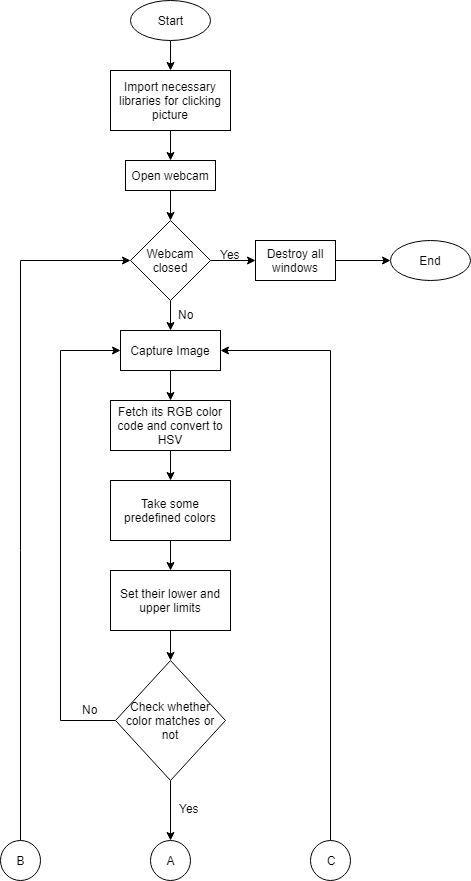 Start
Import necessary
libraries for clicking
picture
Open webcam
Webcam
closed
Yes
Destroy all
windows
End
No
Capture Image
Fetch its RGB color
code and convert to
HSV
Take some
predefined colors
Set their lower and
upper limits
Check whether
color matches or
not
No
Yes
B
A
C